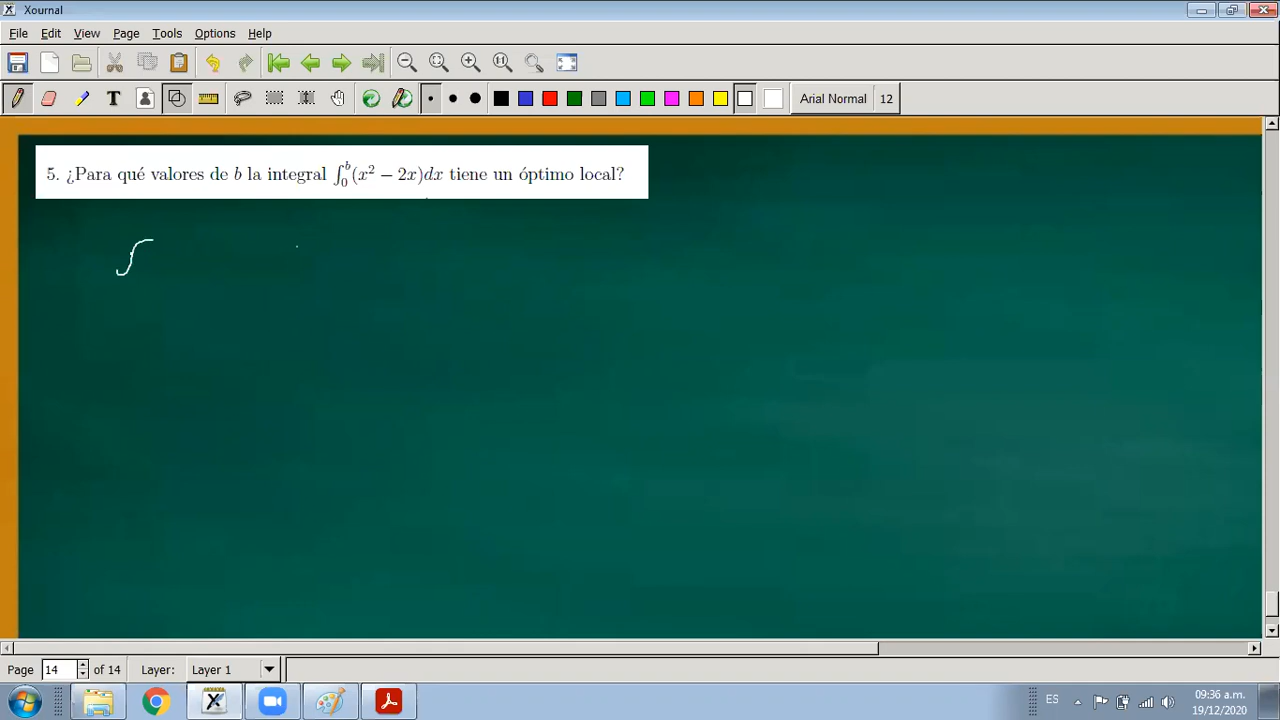 Xournal
File Edit View Page Tools Options Help
T Arial Normal 12
5. ¿Para qué valores de b la integral ∫₀ᵇ(x² − 2x)dx tiene un óptimo local?
∫
Page 14 of 14 Layer: Layer 1
ES 09:36 a.m.
19/12/2020